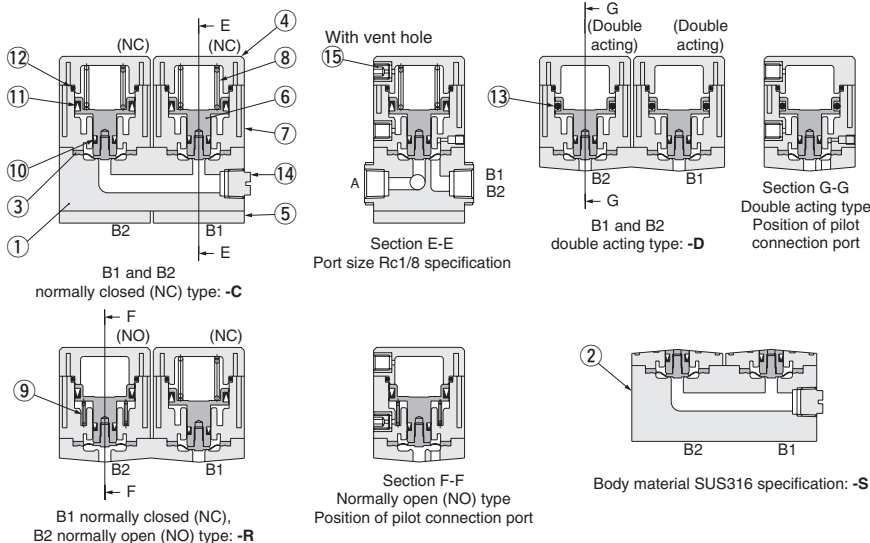 E
(NC)
(NC)
④
⑧
⑫
⑪
⑥
⑦
⑩
⑭
③
⑤
①
B2
B1
E
B1 and B2
normally closed (NC) type: -C
With vent hole
⑮
A
B1
B2
Section E-E
Port size Rc1/8 specification
G
(Double
acting)
(Double
acting)
⑬
B2
B1
G
B1 and B2
double acting type: -D
Section G-G
Double acting type
Position of pilot
connection port
F
(NO)
(NC)
⑨
B2
B1
F
B1 normally closed (NC),
B2 normally open (NO) type: -R
Section F-F
Normally open (NO) type
Position of pilot connection port
②
B2
B1
Body material SUS316 specification: -S